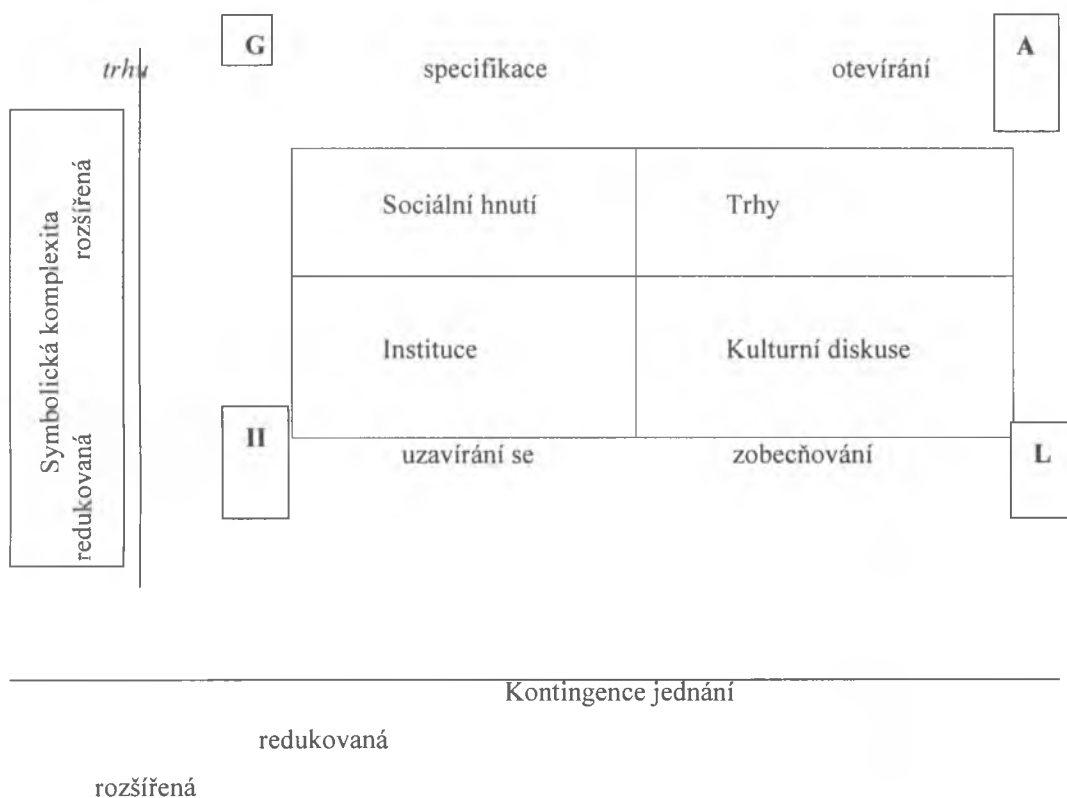 G
A
trhu
specifikace
otevírání
Symbolická komplexita
rozšířená
redukovaná
Sociální hnutí
Trhy
Instituce
Kulturní diskuse
II
uzavírání se
zobecňování
L
Kontingence jednání
redukovaná
rozšířená